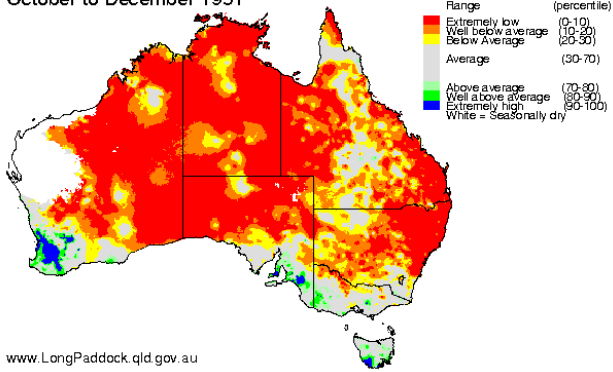 October to December 1951
Range (percentile)
Extremely low (0-10)
Well below average (10-20)
Below Average (20-30)
Average (30-70)
Above average (70-80)
Well above average (80-90)
Extremely high (90-100)
White = Seasonally dry
www.LongPaddock.qld.gov.au